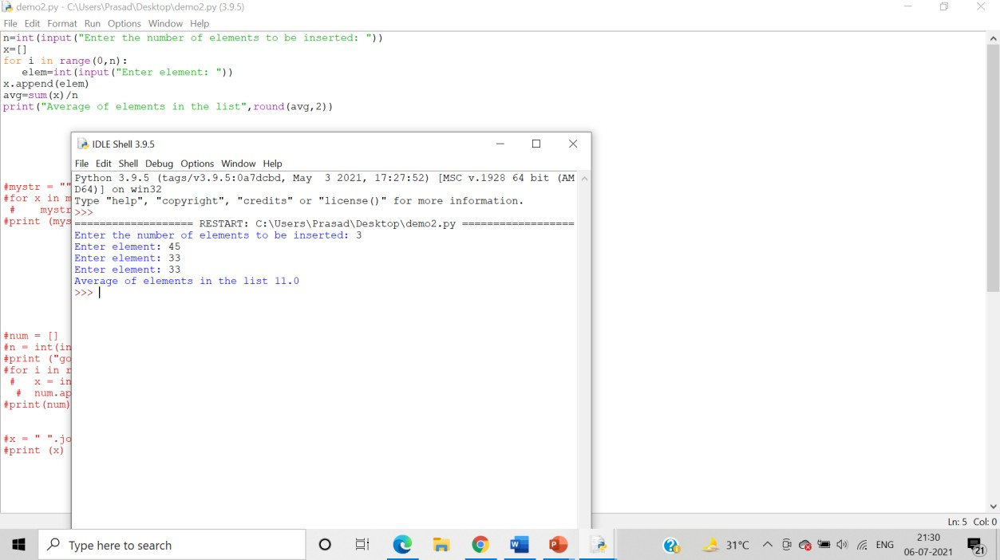 demo2.py - C:\Users\Prasad\Desktop\demo2.py (3.9.5)
File Edit Format Run Options Window Help
n=int(input("Enter the number of elements to be inserted: "))
x=[]
for i in range(0,n):
   elem=int(input("Enter element: "))
x.append(elem)
avg=sum(x)/n
print("Average of elements in the list",round(avg,2))
#mystr = ""
#for x in m
 #    mystr
#print (mys
#num = []
#n = int(in
#print ("go
#for i in r
 #   x = in
  #  num.ap
#print(num)
#x = " ".jo
#print (x)
IDLE Shell 3.9.5
File Edit Shell Debug Options Window Help
Python 3.9.5 (tags/v3.9.5:0a7dcbd, May  3 2021, 17:27:52) [MSC v.1928 64 bit (AM
D64)] on win32
Type "help", "copyright", "credits" or "license()" for more information.
>>>
=================== RESTART: C:\Users\Prasad\Desktop\demo2.py ==================
Enter the number of elements to be inserted: 3
Enter element: 45
Enter element: 33
Enter element: 33
Average of elements in the list 11.0
>>>
Ln: 5 Col: 0
Type here to search
31°C
ENG
21:30
06-07-2021
21